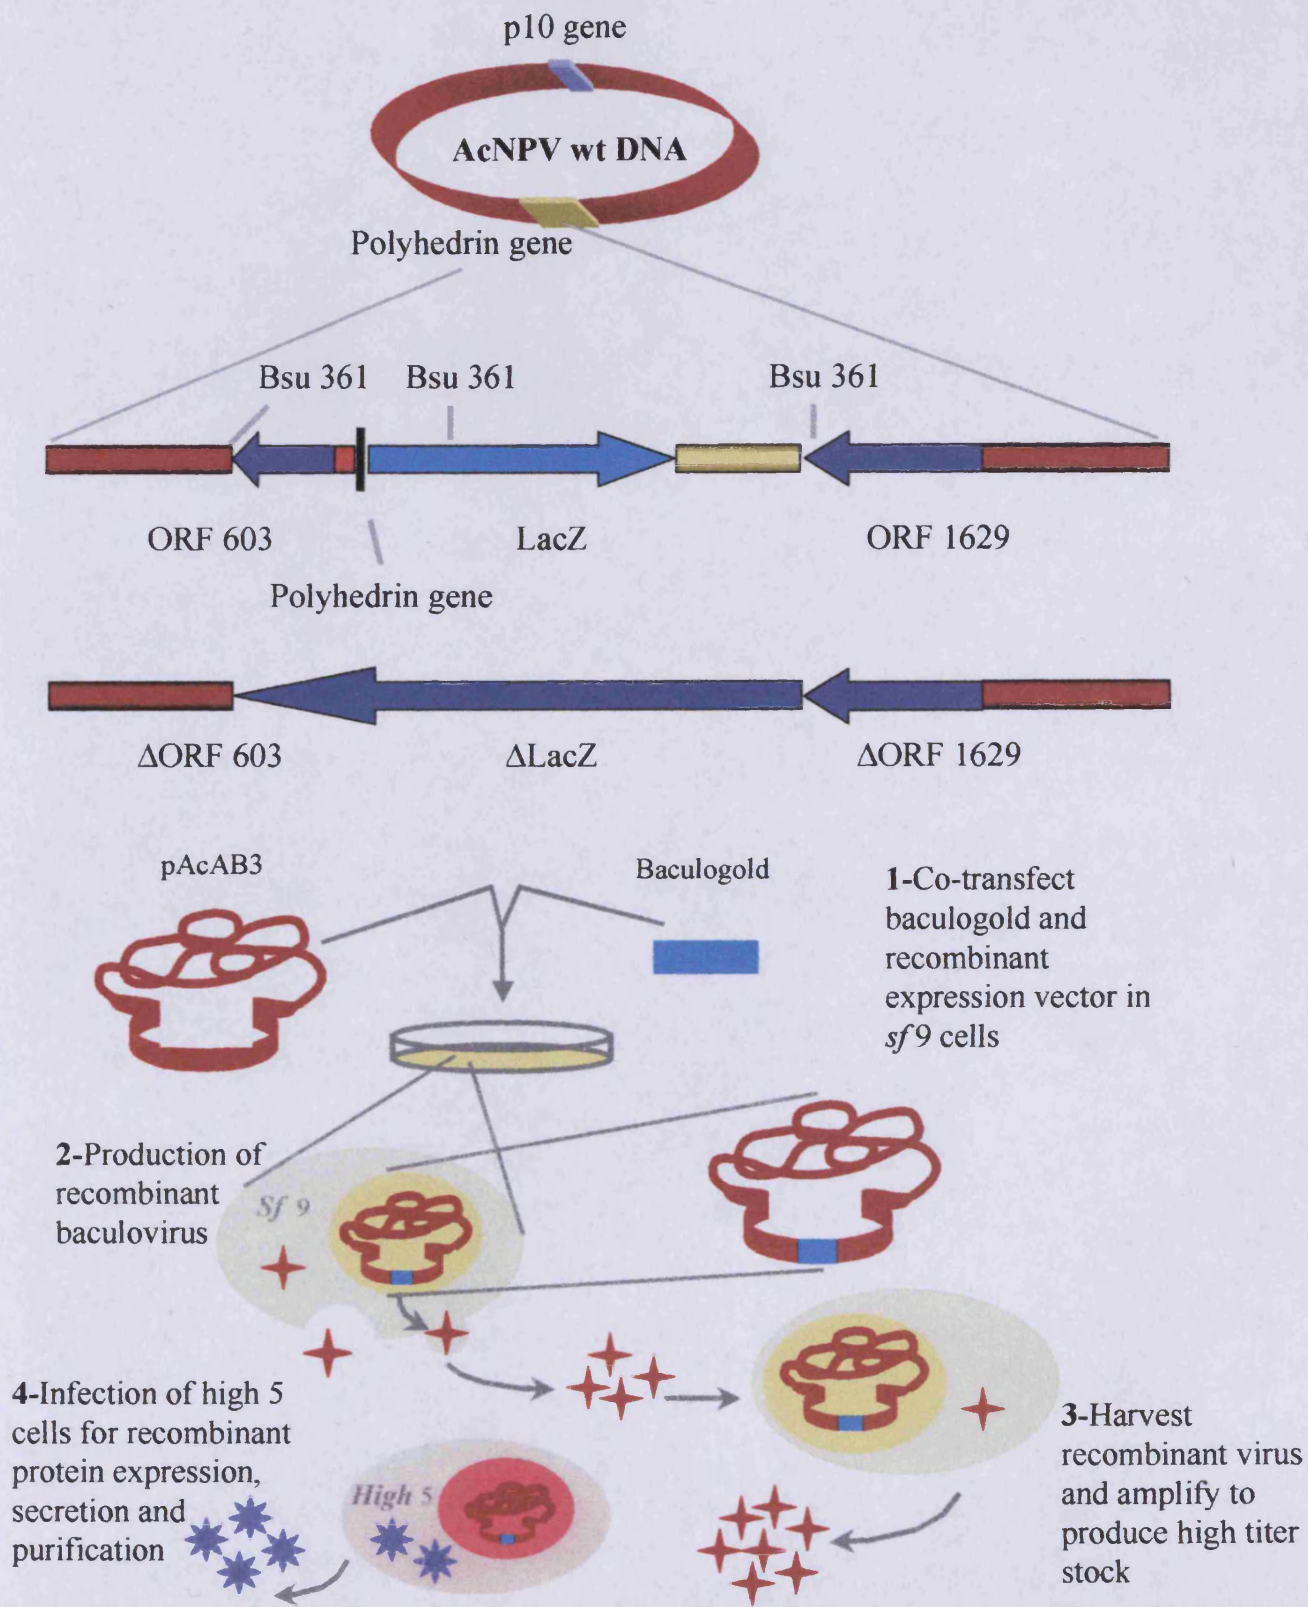 p10 gene
AcNPV wt DNA
Polyhedrin gene
Bsu 361
Bsu 361
Bsu 361
ORF 603
LacZ
ORF 1629
Polyhedrin gene
ΔORF 603
ΔLacZ
ΔORF 1629
pAcAB3
Baculogold
1-Co-transfect
baculogold and
recombinant
expression vector in
sf9 cells
2-Production of
recombinant
baculovirus
Sf 9
4-Infection of high 5
cells for recombinant
protein expression,
secretion and
purification
High 5
3-Harvest
recombinant virus
and amplify to
produce high titer
stock